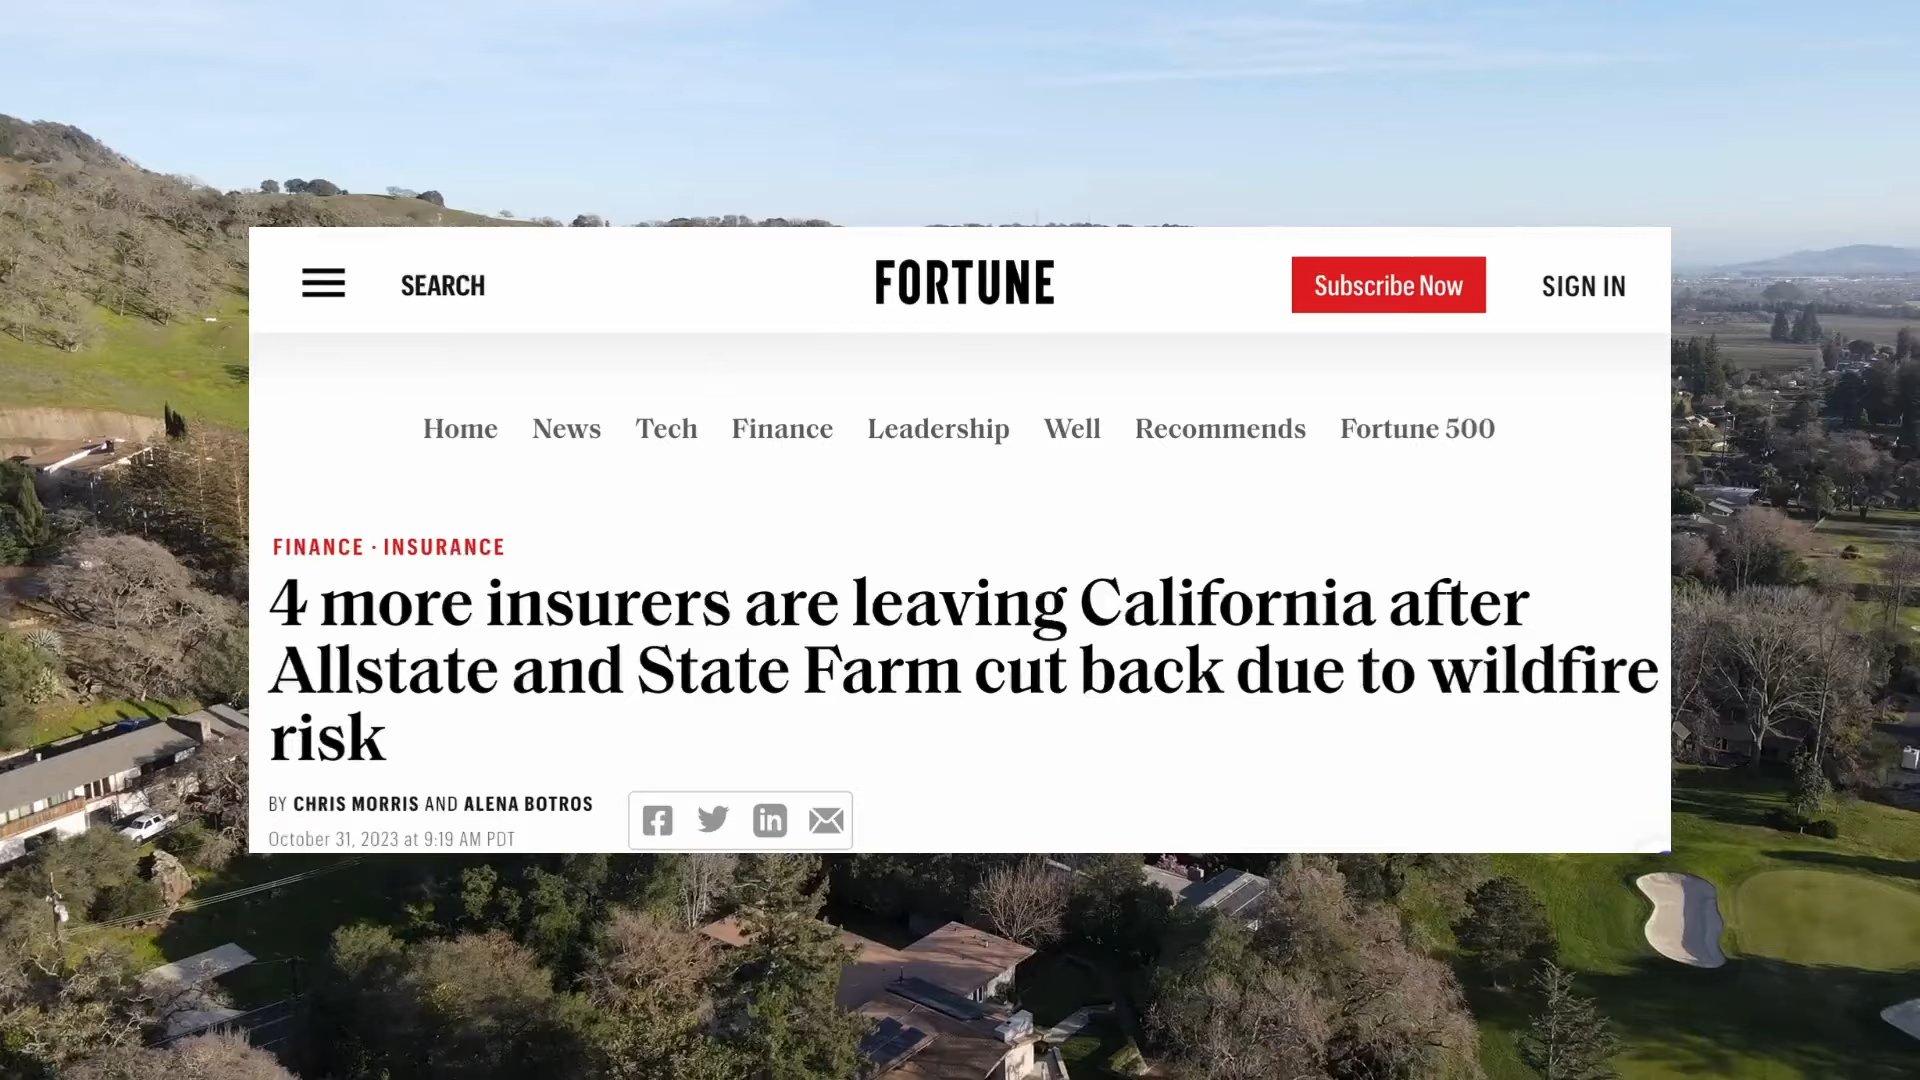 SEARCH
FORTUNE
Subscribe Now
SIGN IN
Home News Tech Finance Leadership Well Recommends Fortune 500
FINANCE · INSURANCE
4 more insurers are leaving California after
Allstate and State Farm cut back due to wildfire
risk
BY CHRIS MORRIS AND ALENA BOTROS
October 31, 2023 at 9:19 AM PDT